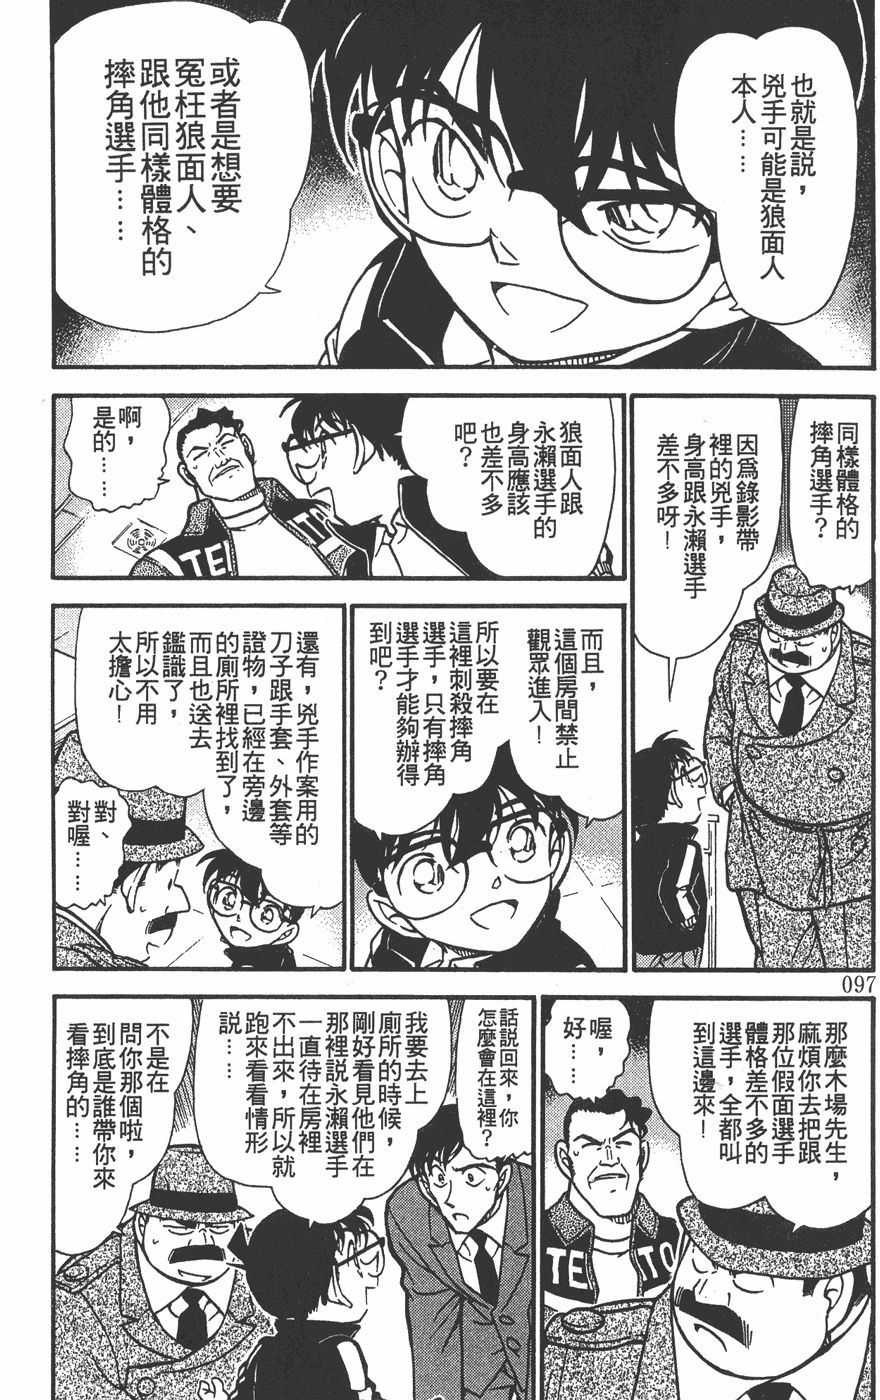 也就是説，
兇手可能是狼面人
本人……
或者是想要
冤枉狼面人、
跟他同樣體格的
摔角選手……
同樣體格的
摔角選手？
因為錄影帶
裡的兇手，
身高跟永瀨選手
差不多呀！
狼面人跟
永瀨選手的
身高應該
也差不多
吧？
啊，
是的……
TE
TO
而且，
這個房間禁止
觀眾進入！
所以要在
這裡刺殺摔角
選手，只有摔角
選手才能夠辦得
到吧？
還有，兇手作案用的
刀子跟手套、外套等
證物，已經在旁邊
的廁所裡找到了，
而且也送去
鑑識了，
所以不用
太擔心！
對、
對喔……
097
那麼木場先生，
麻煩你去把跟
那位假面選手
體格差不多的
選手，全都叫
到這邊來！
喔，
好……
TE
TO
話說回來，你
怎麼會在這裡？
我要去上
廁所的時候，
剛好看見他們在
那裡說永瀨選手
一直待在房裡
不出來，所以就
跑來看看情形
說……
不是在
問你那個啦，
到底是誰帶你來
看摔角的……